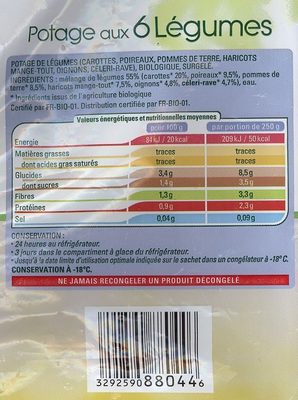 Potage aux 6 Légumes
POTAGE DE LÉGUMES (CAROTTES, POIREAUX, POMMES DE TERRE, HARICOTS
MANGE-TOUT, OIGNONS, CÉLERI-RAVE), BIOLOGIQUE, SURGELÉ.
INGRÉDIENTS : mélange de légumes 55% (carottes* 20%, poireaux* 9,5%, pommes de
terre* 8,5%, haricots mange-tout* 7,5%, oignons* 4,8%, céleri-rave* 4,7%), eau.
* Ingrédients issus de l'agriculture biologique
Certifié par FR-BIO-01. Distribution certifiée par FR-BIO-01.
Valeurs énergétiques et nutritionnelles moyennes
pour 100 g par portion de 250 g
Energie 84 kJ / 20 kcal 209 kJ / 50 kcal
Matières grasses traces traces
dont acides gras saturés traces traces
Glucides 3,4 g 8,5 g
dont sucres 1,4 g 3,5 g
Fibres 1,3 g 3,3 g
Protéines 0,9 g 2,3 g
Sel 0,04 g 0,09 g
CONSERVATION :
• 24 heures au réfrigérateur.
• 3 jours dans le compartiment à glace du réfrigérateur.
• Jusqu'à la date limite d'utilisation optimale indiquée sur le sachet dans un congélateur à -18°C.
CONSERVATION À -18°C.
NE JAMAIS RECONGELER UN PRODUIT DÉCONGELÉ
3292590880446